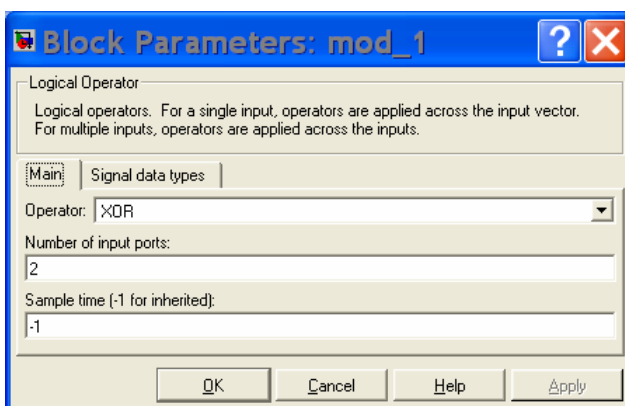 Block Parameters: mod_1
?
Logical Operator
Logical operators. For a single input, operators are applied across the input vector.
For multiple inputs, operators are applied across the inputs.
Main
Signal data types
Operator: XOR
Number of input ports:
2
Sample time (-1 for inherited):
-1
OK
Cancel
Help
Apply